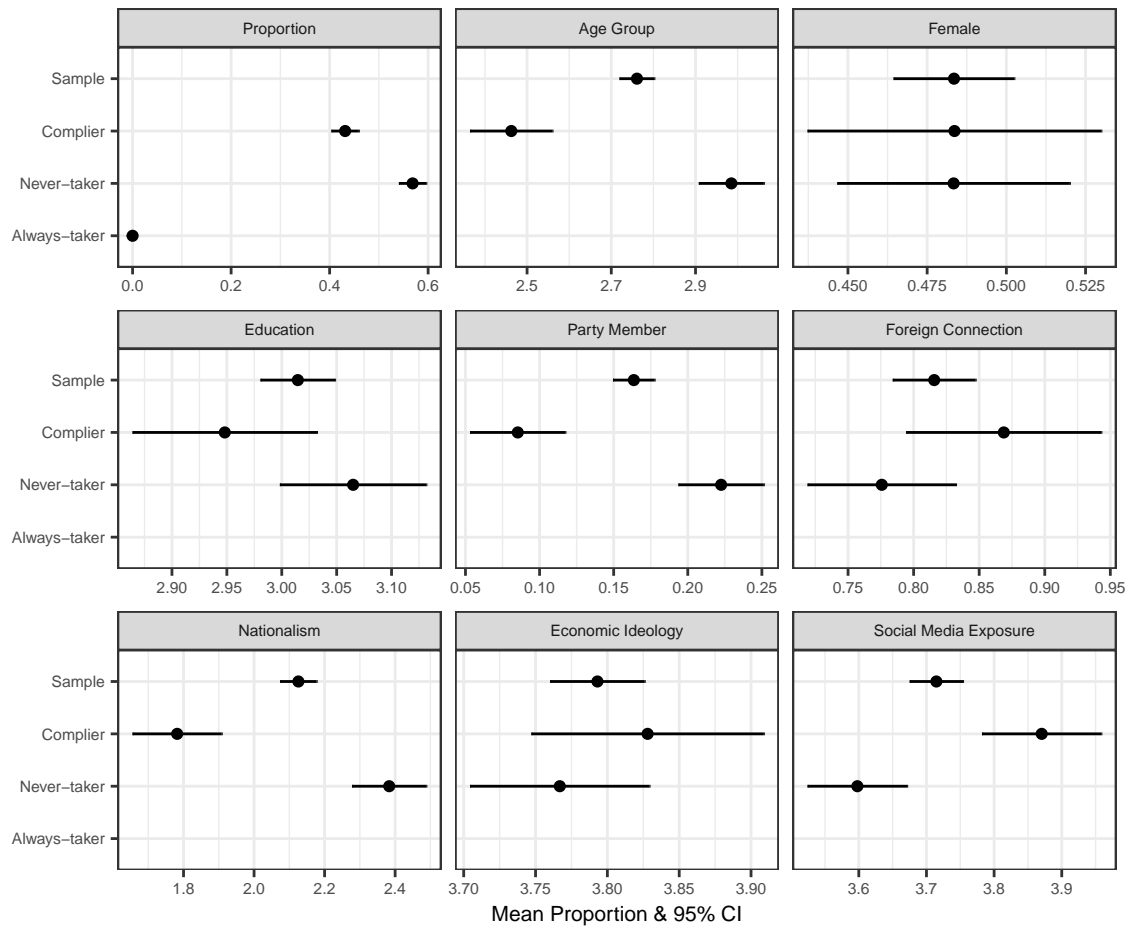 Proportion Age Group Female
Sample
Complier
Never−taker
Always−taker
0.0 0.2 0.4 0.6 2.5 2.7 2.9 0.450 0.475 0.500 0.525
Education Party Member Foreign Connection
Sample
Complier
Never−taker
Always−taker
2.90 2.95 3.00 3.05 3.10 0.05 0.10 0.15 0.20 0.25 0.75 0.80 0.85 0.90 0.95
Nationalism Economic Ideology Social Media Exposure
Sample
Complier
Never−taker
Always−taker
1.8 2.0 2.2 2.4 3.70 3.75 3.80 3.85 3.90 3.6 3.7 3.8 3.9
Mean Proportion & 95% CI